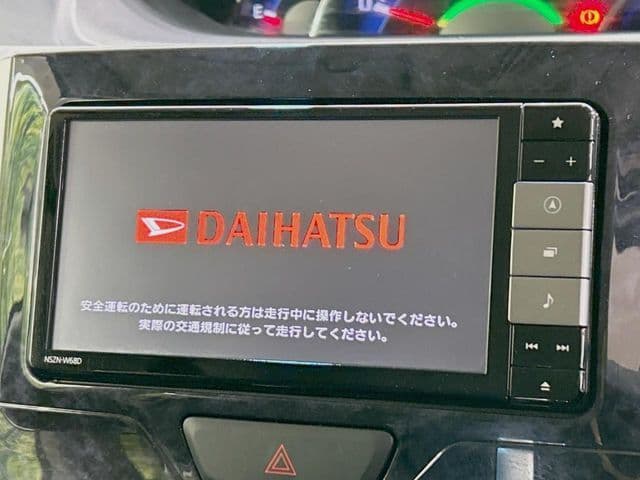 E
DAIHATSU
安全運転のために運転される方は走行中に操作しないでください。
実際の交通規制に従って走行してください。
NSZN-W68D